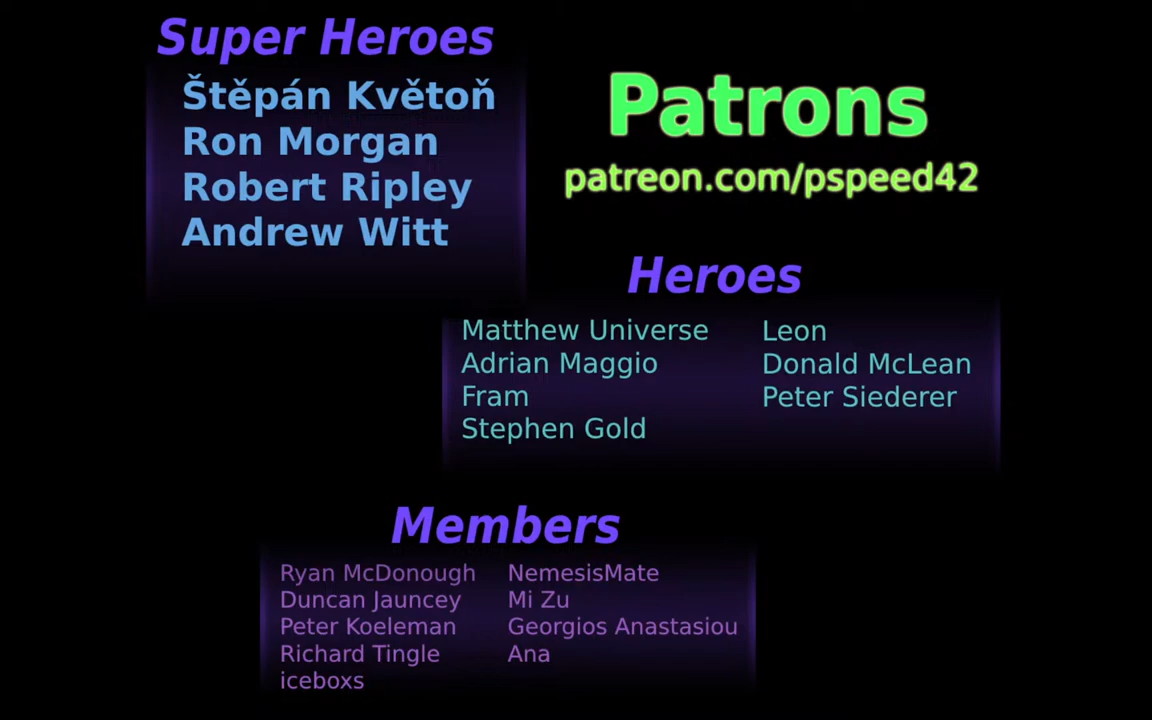 Super Heroes
Štěpán Květoň
Ron Morgan
Robert Ripley
Andrew Witt
Patrons
patreon.com/pspeed42
Heroes
Matthew Universe
Adrian Maggio
Fram
Stephen Gold
Leon
Donald McLean
Peter Siederer
Members
Ryan McDonough
Duncan Jauncey
Peter Koeleman
Richard Tingle
iceboxs
NemesisMate
Mi Zu
Georgios Anastasiou
Ana